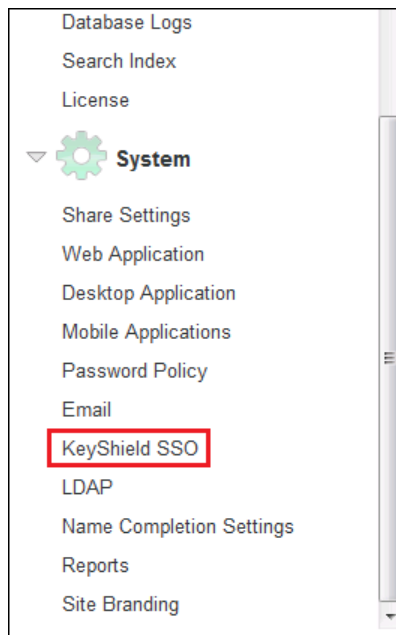 Database Logs
Search Index
License
System
Share Settings
Web Application
Desktop Application
Mobile Applications
Password Policy
Email
KeyShield SSO
LDAP
Name Completion Settings
Reports
Site Branding